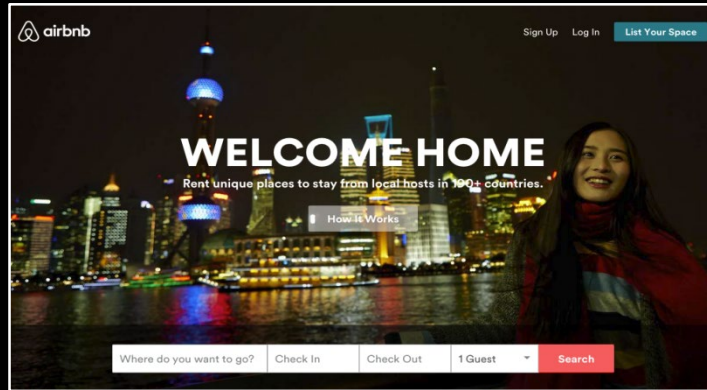 airbnb
Sign Up Log In List Your Space
WELCOME HOME
Rent unique places to stay from local hosts in 190+ countries.
How It Works
Where do you want to go? Check In Check Out 1 Guest Search